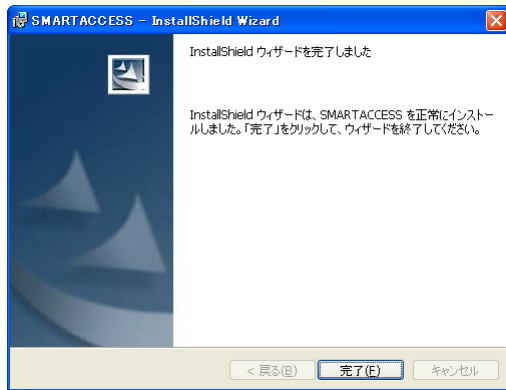 SMARTACCESS - InstallShield Wizard
InstallShield ウィザードを完了しました
InstallShield ウィザードは、SMARTACCESS を正常にインストー
ルしました。「完了」をクリックして、ウィザードを終了してください。
< 戻る(B)
完了(F)
キャンセル